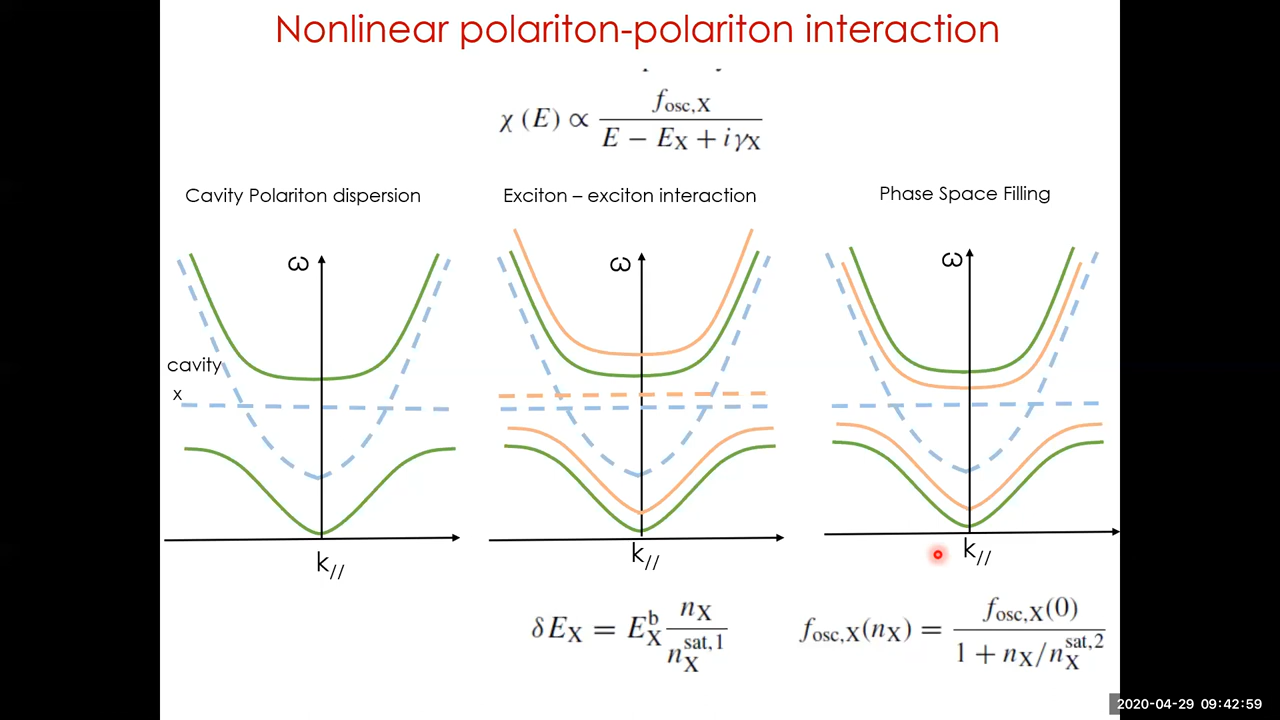 Nonlinear polariton-polariton interaction
χ (E) ∝ f_osc,X / (E − E_X + iγ_X)
Cavity Polariton dispersion
Exciton – exciton interaction
Phase Space Filling
ω
ω
ω
cavity
x
k_//
k_//
k_//
δE_X = E_X^b n_X / n_X^sat,1
f_osc,X(n_X) = f_osc,X(0) / (1 + n_X/n_X^sat,2)
2020-04-29 09:42:59